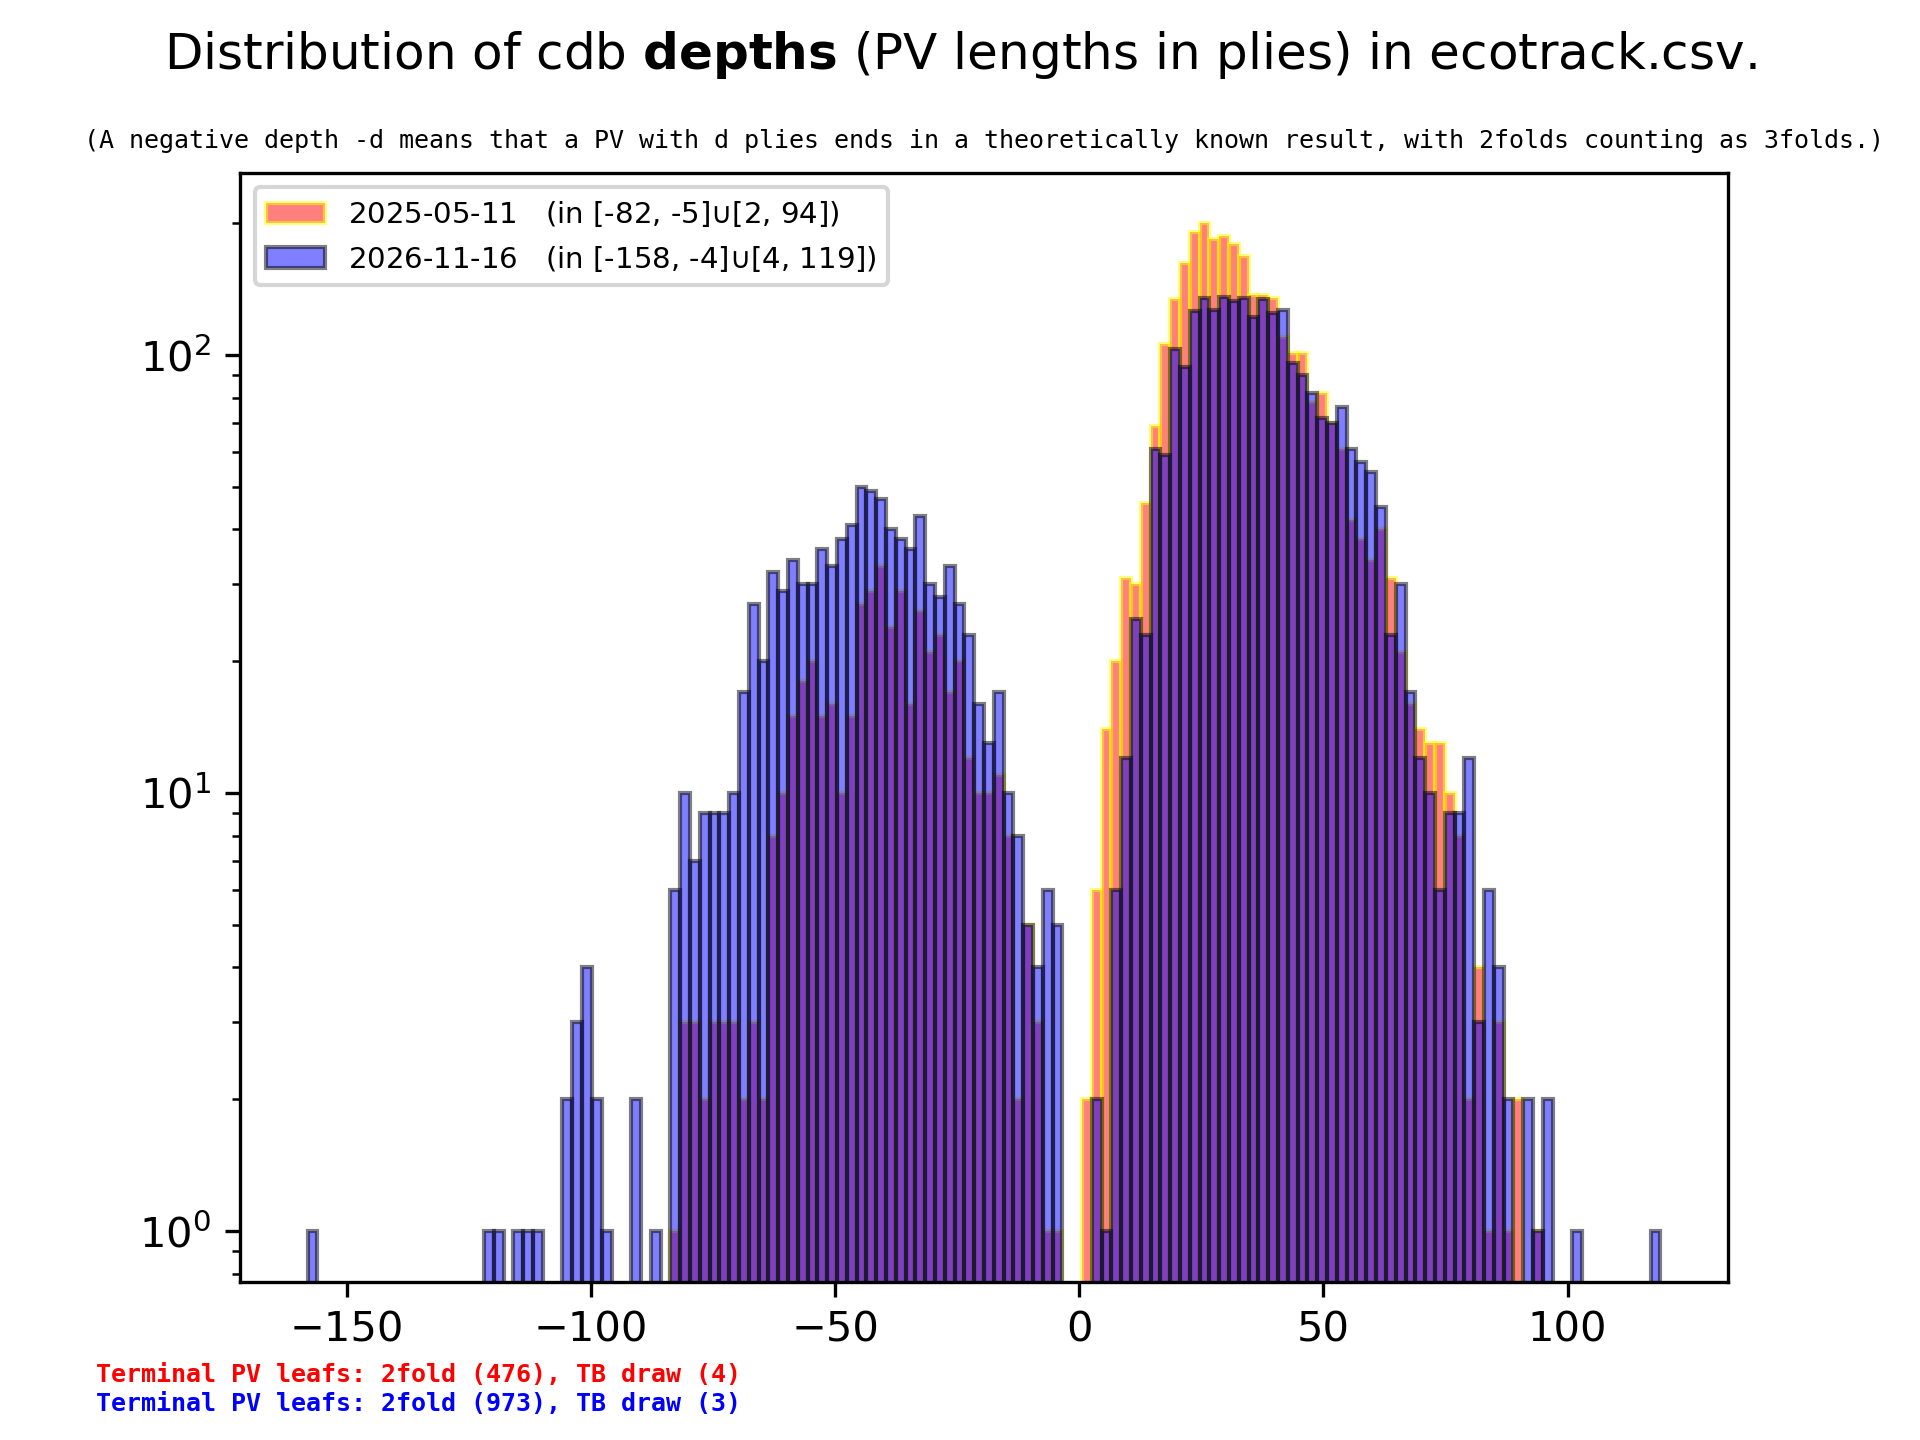 Distribution of cdb depths (PV lengths in plies) in ecotrack.csv.
(A negative depth -d means that a PV with d plies ends in a theoretically known result, with 2folds counting as 3folds.)
2025-05-11 (in [-82, -5]∪[2, 94])
2026-11-16 (in [-158, -4]∪[4, 119])
10²
10¹
10⁰
−150 −100 −50 0 50 100
Terminal PV leafs: 2fold (476), TB draw (4)
Terminal PV leafs: 2fold (973), TB draw (3)